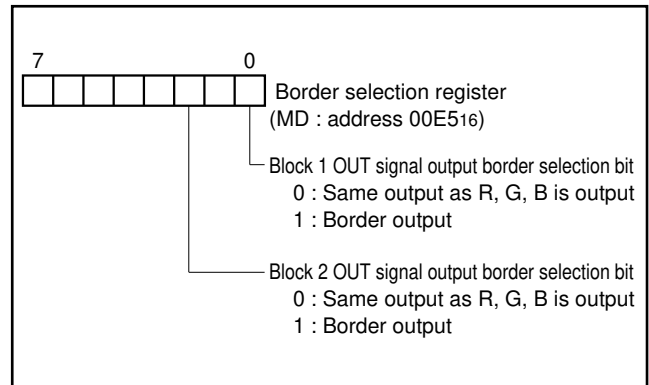 7 0
Border selection register
(MD : address 00E516)
Block 1 OUT signal output border selection bit
0 : Same output as R, G, B is output
1 : Border output
Block 2 OUT signal output border selection bit
0 : Same output as R, G, B is output
1 : Border output